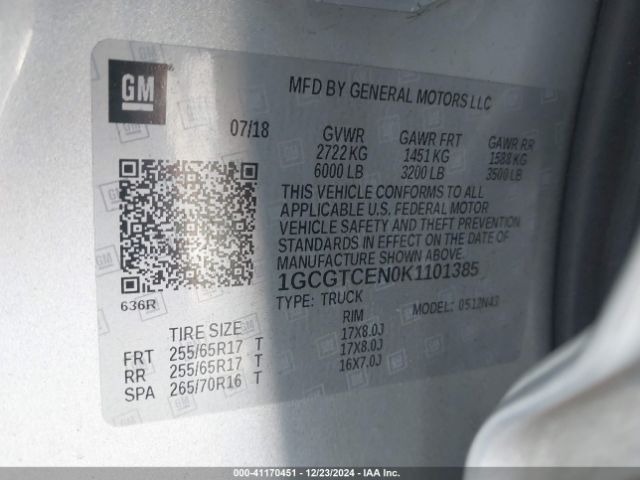 GM
MFD BY GENERAL MOTORS LLC
07/18 GVWR GAWR FRT GAWR RR
2722 KG 1451 KG 1588 KG
6000 LB 3200 LB 3500 LB
THIS VEHICLE CONFORMS TO ALL
APPLICABLE U.S. FEDERAL MOTOR
VEHICLE SAFETY AND THEFT PREVENTION
STANDARDS IN EFFECT ON THE DATE OF
MANUFACTURE SHOWN ABOVE.
1GCGTCEN0K1101385
636R
TYPE: TRUCK MODEL: 0512N43
TIRE SIZE RIM
FRT 255/65R17 T 17X8.0J
RR 255/65R17 T 17X8.0J
SPA 265/70R16 T 16X7.0J
000-41170451 - 12/23/2024 - IAA Inc.